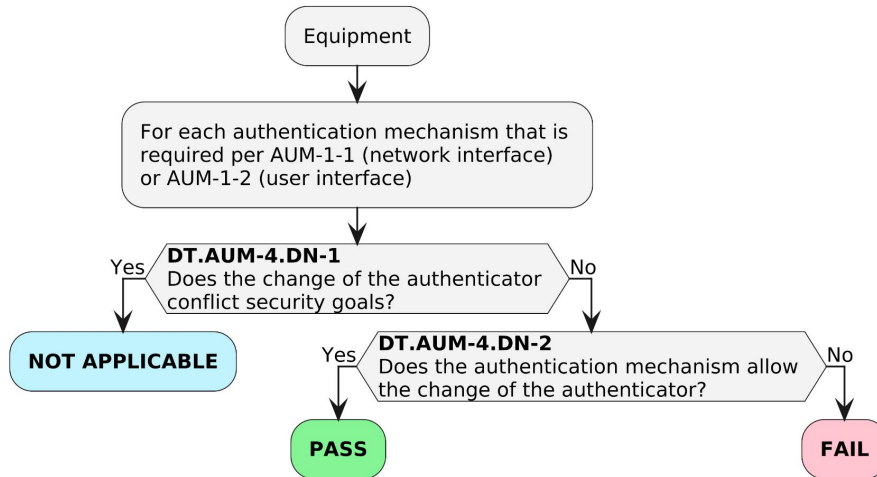 Equipment
For each authentication mechanism that is
required per AUM-1-1 (network interface)
or AUM-1-2 (user interface)
DT.AUM-4.DN-1
Does the change of the authenticator
conflict security goals?
Yes
No
NOT APPLICABLE
DT.AUM-4.DN-2
Does the authentication mechanism allow
the change of the authenticator?
Yes
No
PASS
FAIL